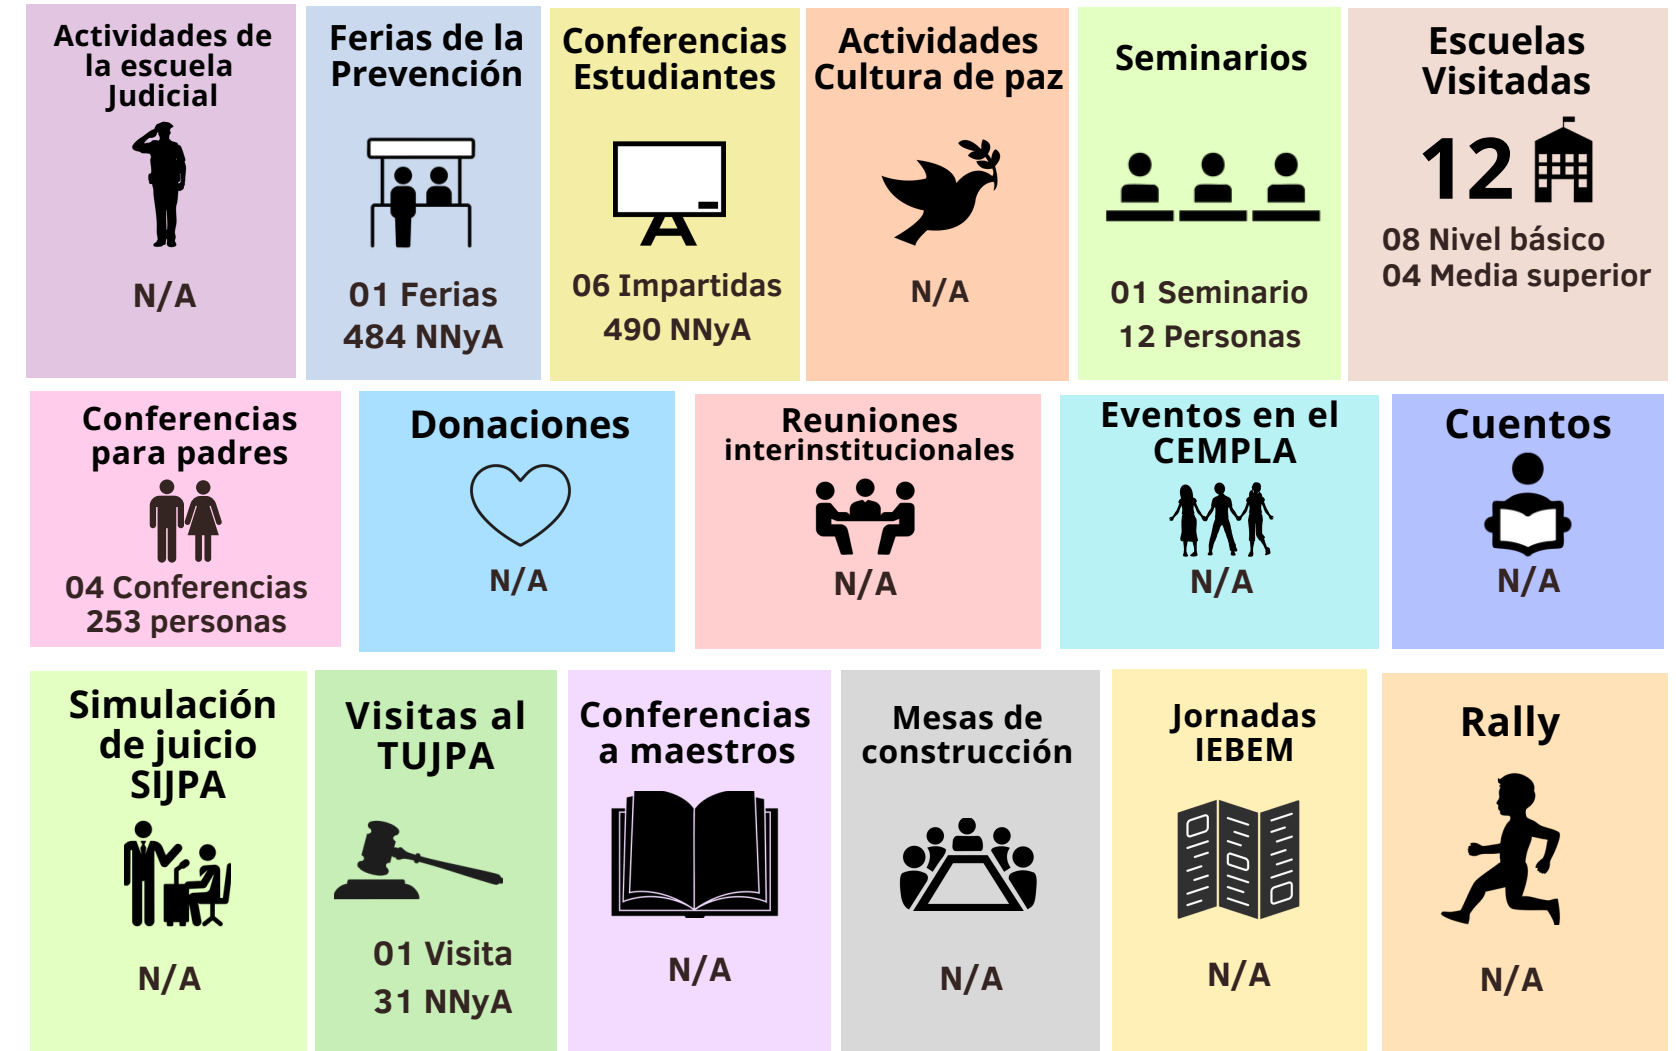 Actividades de
la escuela
Judicial
N/A
Ferias de la
Prevención
01 Ferias
484 NNyA
Conferencias
Estudiantes
06 Impartidas
490 NNyA
Actividades
Cultura de paz
N/A
Seminarios
01 Seminario
12 Personas
Escuelas
Visitadas
12
08 Nivel básico
04 Media superior
Conferencias
para padres
04 Conferencias
253 personas
Donaciones
N/A
Reuniones
interinstitucionales
N/A
Eventos en el
CEMPLA
N/A
Cuentos
N/A
Simulación
de juicio
SIJPA
N/A
Visitas al
TUJPA
01 Visita
31 NNyA
Conferencias
a maestros
N/A
Mesas de
construcción
N/A
Jornadas
IEBEM
N/A
Rally
N/A